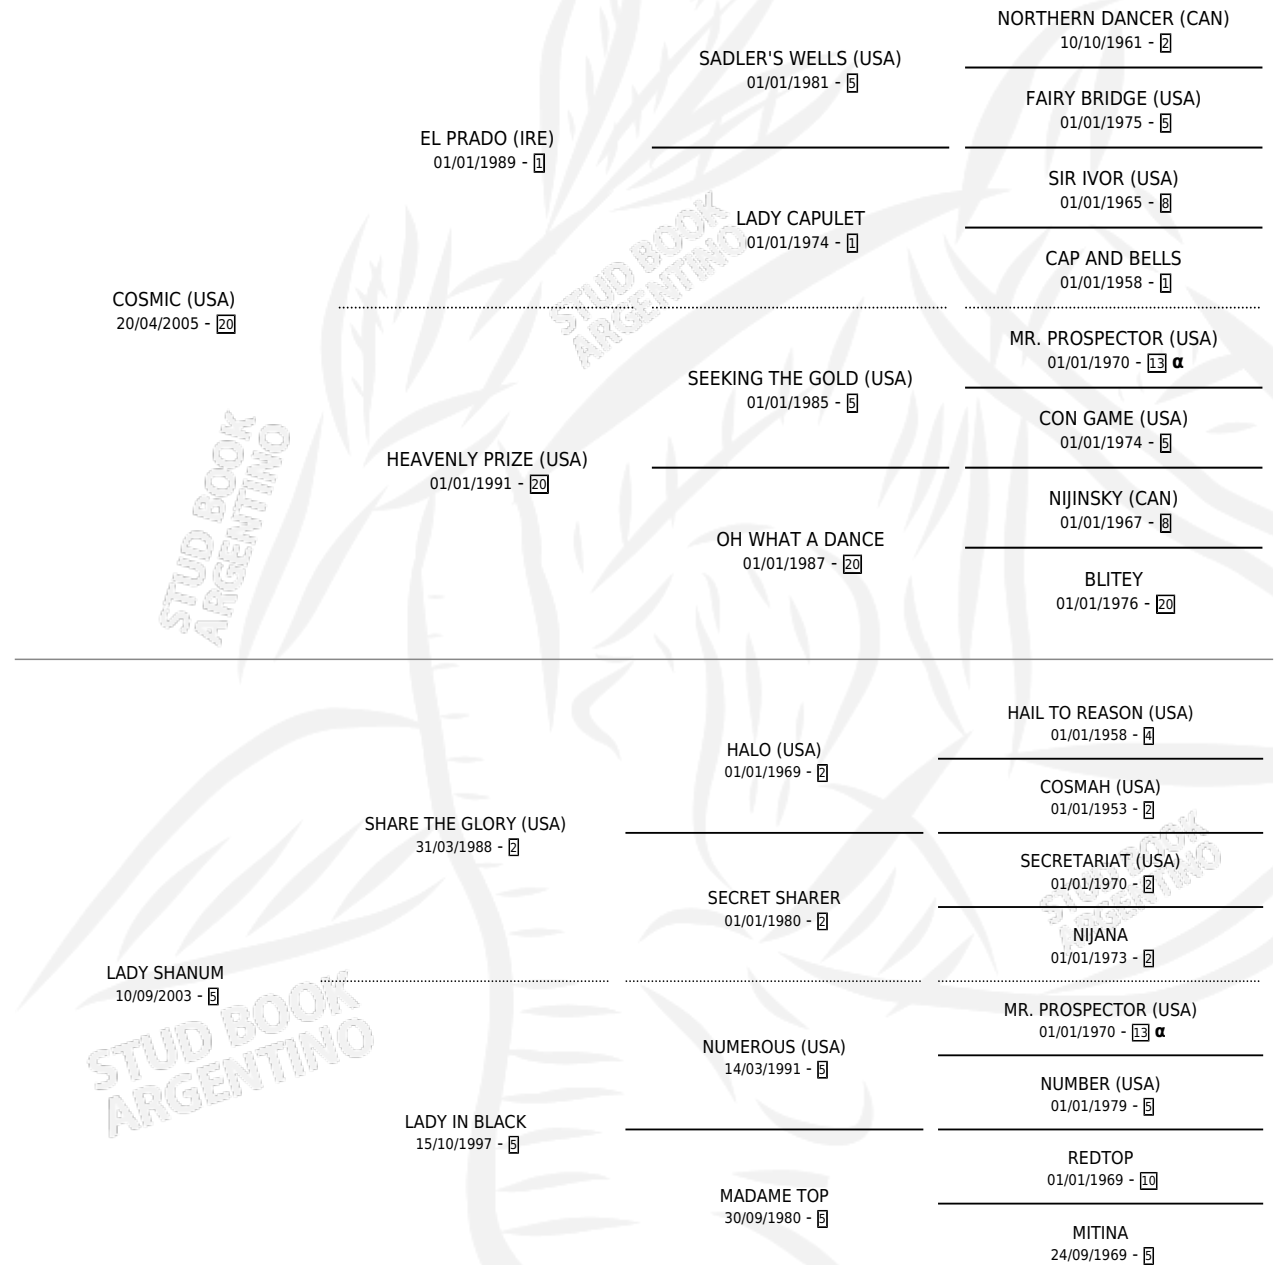 NORTHERN DANCER (CAN)
10/10/1961 - 2
SADLER'S WELLS (USA)
01/01/1981 - 5
FAIRY BRIDGE (USA)
01/01/1975 - 5
EL PRADO (IRE)
01/01/1989 - 1
SIR IVOR (USA)
01/01/1965 - 8
LADY CAPULET
01/01/1974 - 1
CAP AND BELLS
01/01/1958 - 1
COSMIC (USA)
20/04/2005 - 20
MR. PROSPECTOR (USA)
01/01/1970 - 13 α
SEEKING THE GOLD (USA)
01/01/1985 - 5
CON GAME (USA)
01/01/1974 - 5
HEAVENLY PRIZE (USA)
01/01/1991 - 20
NIJINSKY (CAN)
01/01/1967 - 8
OH WHAT A DANCE
01/01/1987 - 20
BLITEY
01/01/1976 - 20
HAIL TO REASON (USA)
01/01/1958 - 4
HALO (USA)
01/01/1969 - 2
COSMAH (USA)
01/01/1953 - 2
SHARE THE GLORY (USA)
31/03/1988 - 2
SECRETARIAT (USA)
01/01/1970 - 2
SECRET SHARER
01/01/1980 - 2
NIJANA
01/01/1973 - 2
LADY SHANUM
10/09/2003 - 5
MR. PROSPECTOR (USA)
01/01/1970 - 13 α
NUMEROUS (USA)
14/03/1991 - 5
NUMBER (USA)
01/01/1979 - 5
LADY IN BLACK
15/10/1997 - 5
REDTOP
01/01/1969 - 10
MADAME TOP
30/09/1980 - 5
MITINA
24/09/1969 - 5
STUD BOOK
ARGENTINO
STUD BOOK
ARGENTINO
STUD BOOK
ARGENTINO
STUD BOOK
ARGENTINO